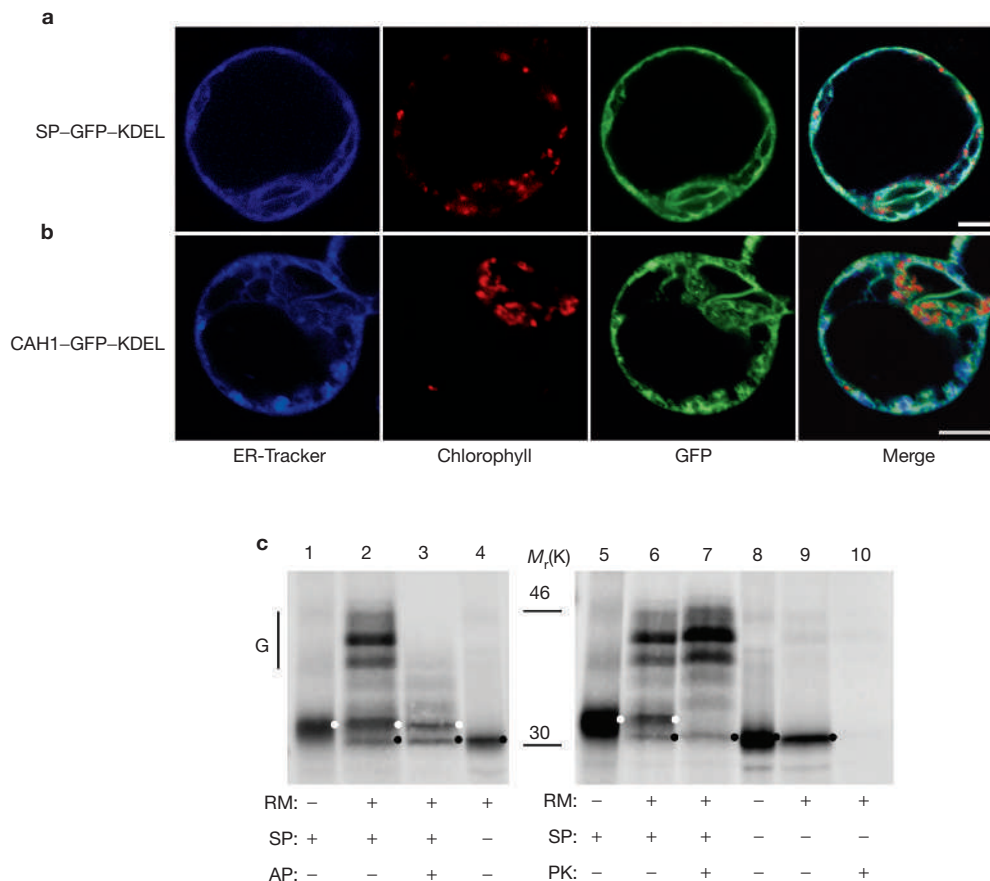 a
SP–GFP–KDEL
b
CAH1–GFP–KDEL
ER-Tracker Chlorophyll GFP Merge
c 1 2 3 4 Mr(K) 5 6 7 8 9 10
46
G
30
RM: – + + + RM: – + + – + +
SP: + + + – SP: + + + – – –
AP: – – + – PK: – – + – – +